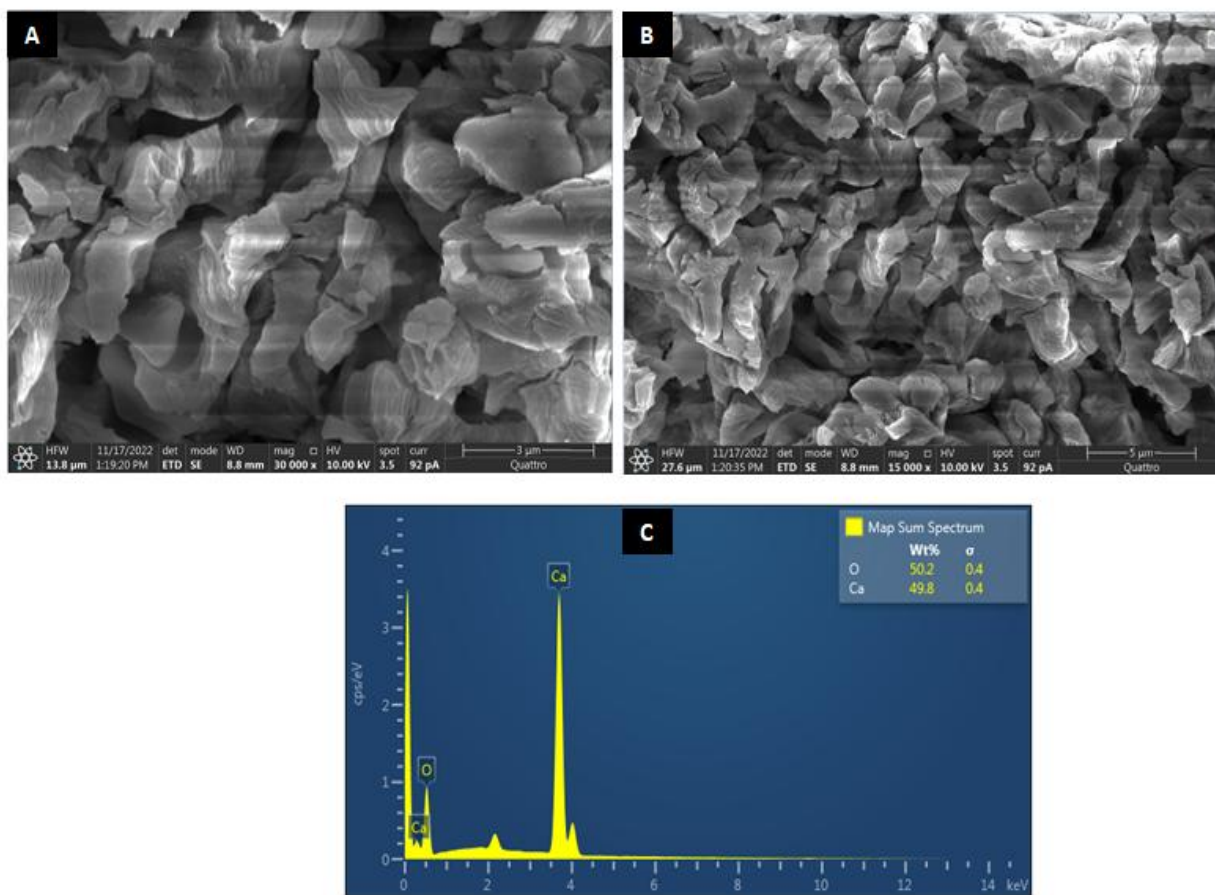 A
HFW 11/17/2022 det mode WD mag HV spot curr 3 µm
13.8 µm 1:19:20 PM ETD SE 8.8 mm 30 000 x 10.00 kV 3.5 92 pA Quattro
B
HFW 11/17/2022 det mode WD mag HV spot curr 5 µm
27.6 µm 1:20:35 PM ETD SE 8.8 mm 15 000 x 10.00 kV 3.5 92 pA Quattro
C
Map Sum Spectrum
Wt% σ
O 50.2 0.4
Ca 49.8 0.4
4
Ca
3
cps/eV
2
1
O
Ca
0
0 2 4 6 8 10 12 14 keV